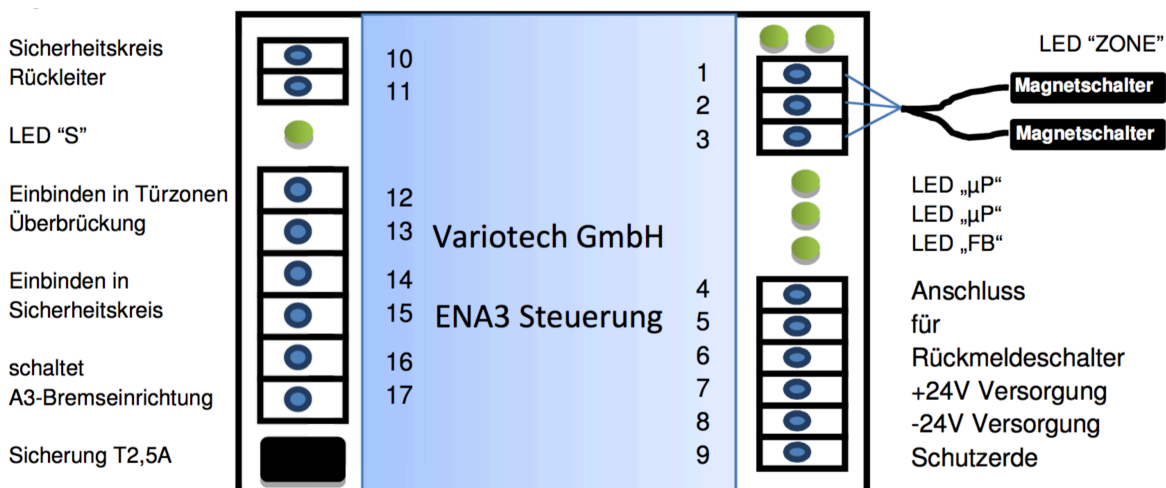 Sicherheitskreis
Rückleiter
LED "S"
Einbinden in Türzonen
Überbrückung
Einbinden in
Sicherheitskreis
schaltet
A3-Bremseinrichtung
Sicherung T2,5A
10
11
12
13
14
15
16
17
Variotech GmbH
ENA3 Steuerung
1
2
3
4
5
6
7
8
9
LED "ZONE"
Magnetschalter
Magnetschalter
LED „µP“
LED „µP“
LED „FB“
Anschluss
für
Rückmeldeschalter
+24V Versorgung
-24V Versorgung
Schutzerde